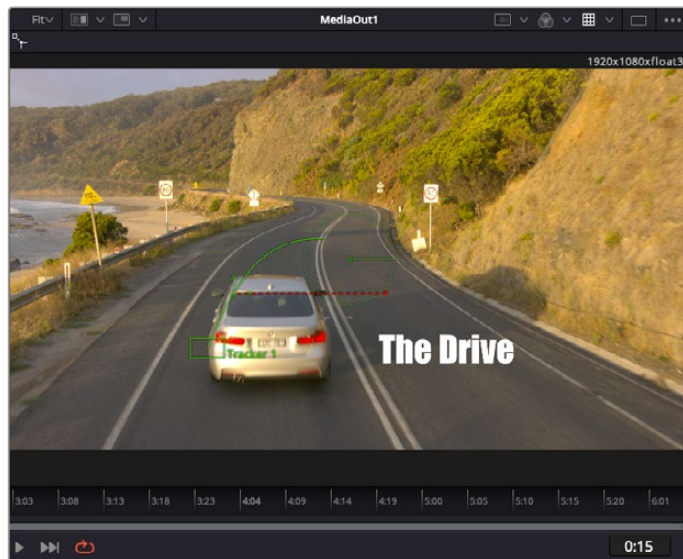 Fit MediaOut1
1920x1080xfloat3
Tracker 1
The Drive
3:03 3:08 3:13 3:18 3:23 4:04 4:09 4:14 4:19 5:00 5:05 5:10 5:15 5:20 6:01
0:15